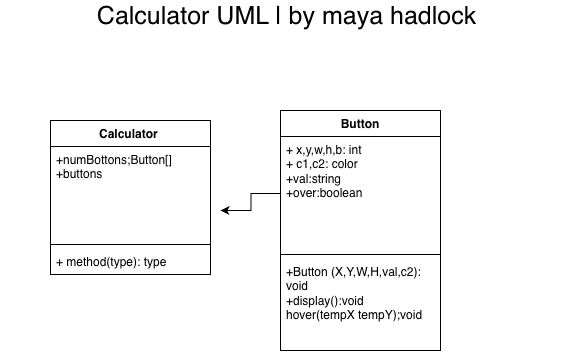 Calculator UML | by maya hadlock
Calculator
+numBottons;Button[]
+buttons
+ method(type): type
Button
+ x,y,w,h,b: int
+ c1,c2: color
+val:string
+over:boolean
+Button (X,Y,W,H,val,c2):
void
+display():void
hover(tempX tempY);void